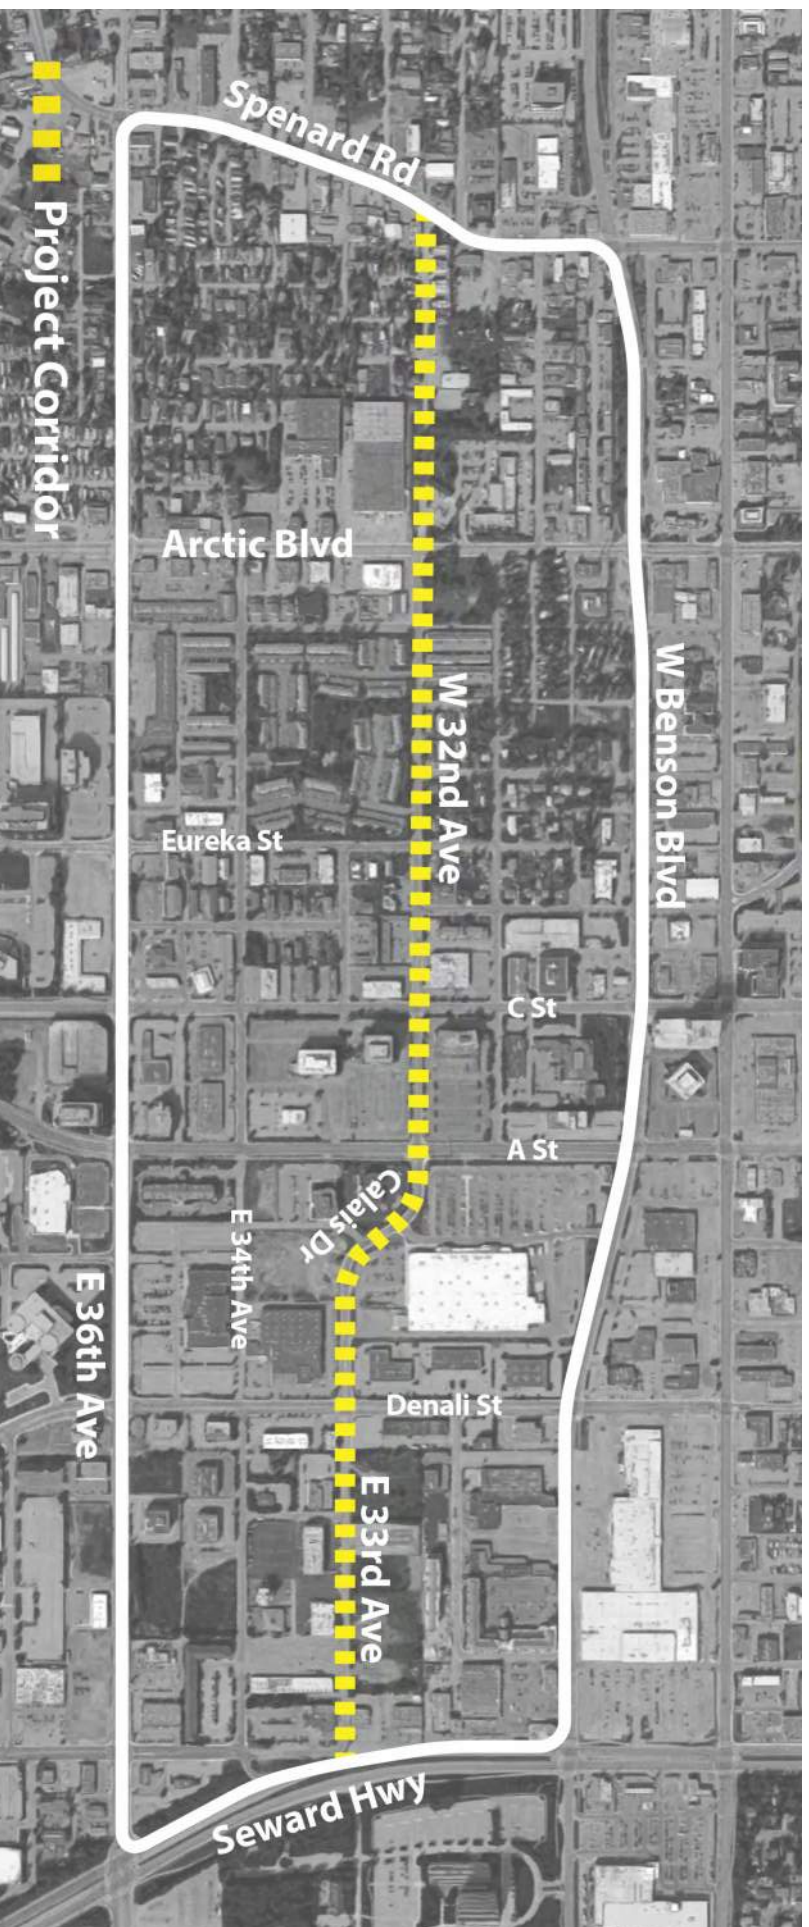 Spenard Rd
Project Corridor
Arctic Blvd
W 32nd Ave
W Benson Blvd
Eureka St
C St
A St
Calais Dr
E 34th Ave
E 36th Ave
Denali St
E 33rd Ave
Seward Hwy